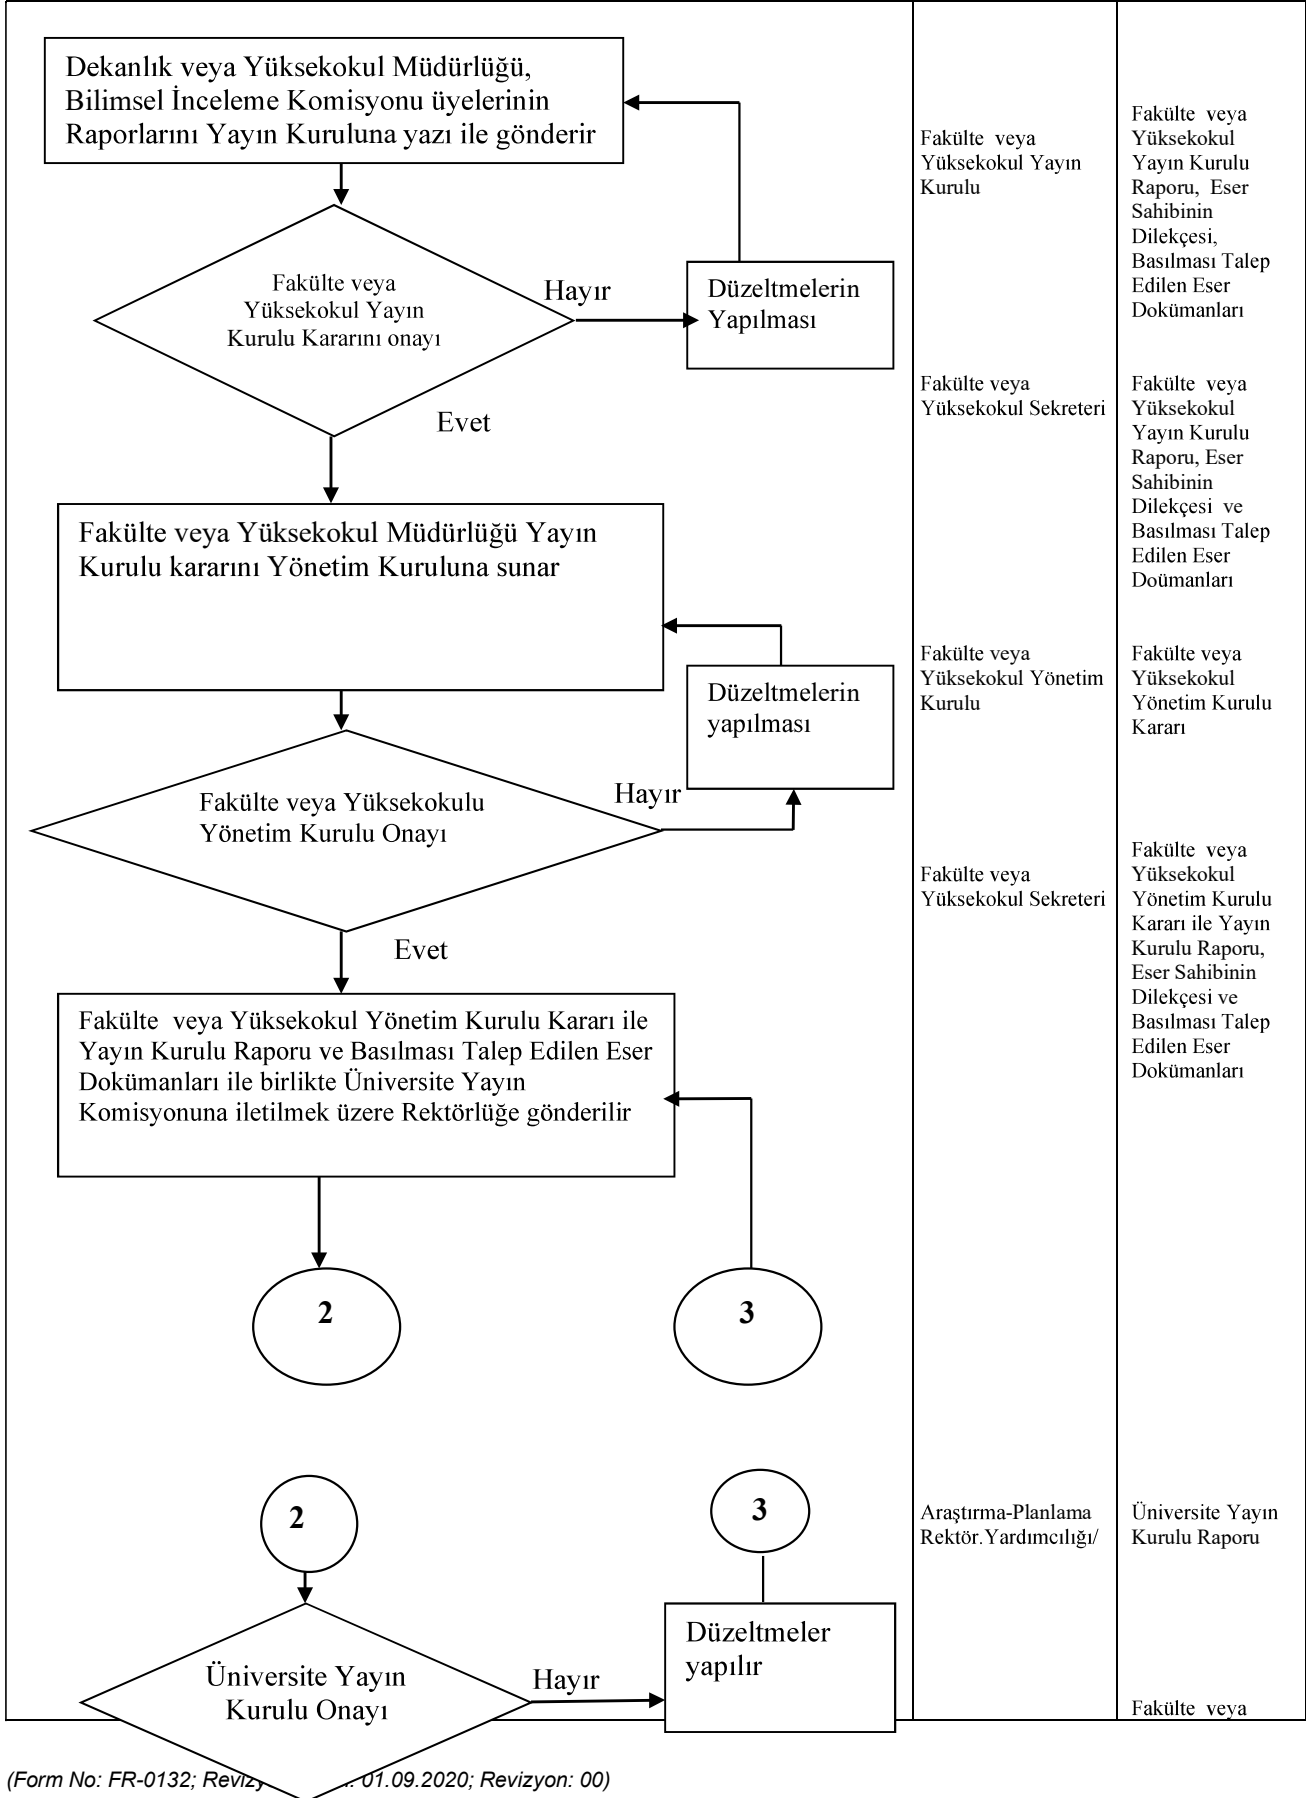 Dekanlık veya Yüksekokul Müdürlüğü,
Bilimsel İnceleme Komisyonu üyelerinin
Raporlarını Yayın Kuruluna yazı ile gönderir
Fakülte veya
Yüksekokul Yayın
Kurulu Kararını onayı
Hayır
Düzeltmelerin
Yapılması
Evet
Fakülte veya Yüksekokul Müdürlüğü Yayın
Kurulu kararını Yönetim Kuruluna sunar
Düzeltmelerin
yapılması
Fakülte veya Yüksekokulu
Yönetim Kurulu Onayı
Hayır
Evet
Fakülte  veya Yüksekokul Yönetim Kurulu Kararı ile
Yayın Kurulu Raporu ve Basılması Talep Edilen Eser
Dokümanları ile birlikte Üniversite Yayın
Komisyonuna iletilmek üzere Rektörlüğe gönderilir
2
3
2
3
Üniversite Yayın
Kurulu Onayı
Hayır
Düzeltmeler
yapılır
Fakülte  veya
Yüksekokul Yayın
Kurulu
Fakülte veya
Yüksekokul Sekreteri
Fakülte veya
Yüksekokul Yönetim
Kurulu
Fakülte veya
Yüksekokul Sekreteri
Araştırma-Planlama
Rektör.Yardımcılığı/
Fakülte  veya
Yüksekokul
Yayın Kurulu
Raporu,  Eser
Sahibinin
Dilekçesi,
Basılması Talep
Edilen Eser
Dokümanları
Fakülte  veya
Yüksekokul
Yayın Kurulu
Raporu, Eser
Sahibinin
Dilekçesi  ve
Basılması Talep
Edilen Eser
Doümanları
Fakülte veya
Yüksekokul
Yönetim Kurulu
Kararı
Fakülte  veya
Yüksekokul
Yönetim Kurulu
Kararı ile Yayın
Kurulu Raporu,
Eser Sahibinin
Dilekçesi ve
Basılması Talep
Edilen Eser
Dokümanları
Üniversite Yayın
Kurulu Raporu
Fakülte  veya
(Form No: FR-0132; 01.09.2020; Revizyon: 00)